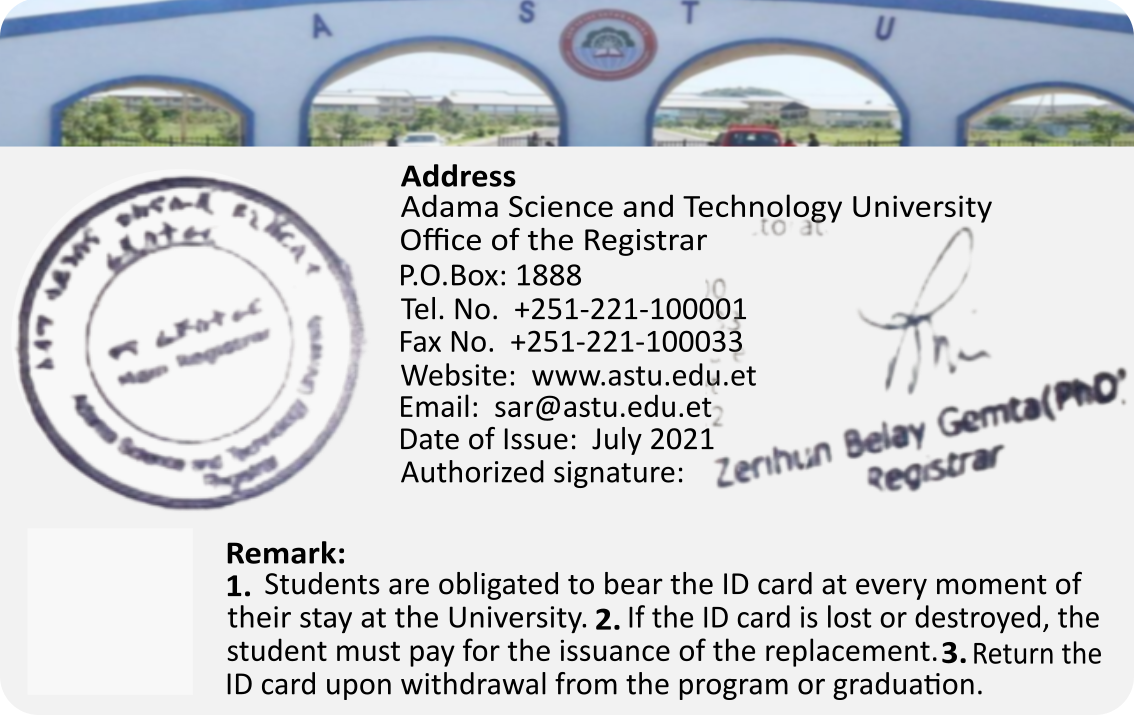 A S T U
Address
Adama Science and Technology University
Office of the Registrar
P.O.Box: 1888
Tel. No. +251-221-100001
Fax No. +251-221-100033
Website: www.astu.edu.et
Email: sar@astu.edu.et
Date of Issue: July 2021
Authorized signature:
Zerihun Belay Gemta (PhD)
Registrar
Main Registrar
Adama Science and Technology University
Registrar
Remark:
1. Students are obligated to bear the ID card at every moment of
their stay at the University. 2. If the ID card is lost or destroyed, the
student must pay for the issuance of the replacement. 3. Return the
ID card upon withdrawal from the program or graduation.